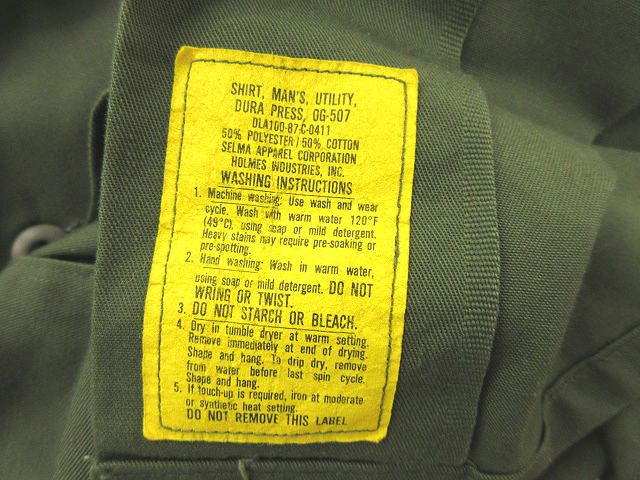 SHIRT, MAN'S, UTILITY,
DURA PRESS, OG-507
DLA100-87-C-0411
50% POLYESTER/50% COTTON
SELMA APPAREL CORPORATION
HOLMES INDUSTRIES, INC.
WASHING INSTRUCTIONS
1. Machine washing: Use wash and wear
cycle. Wash with warm water 120°F
(49°C), using soap or mild detergent.
Heavy stains may require pre-soaking or
pre-spotting.
2. Hand washing: Wash in warm water,
using soap or mild detergent. DO NOT
WRING OR TWIST.
3. DO NOT STARCH OR BLEACH.
4. Dry in tumble dryer at warm setting.
Remove immediately at end of drying.
Shape and hang. To drip dry, remove
from water before last spin cycle.
Shape and hang.
5. If touch-up is required, iron at moderate
or synthetic heat setting.
DO NOT REMOVE THIS LABEL